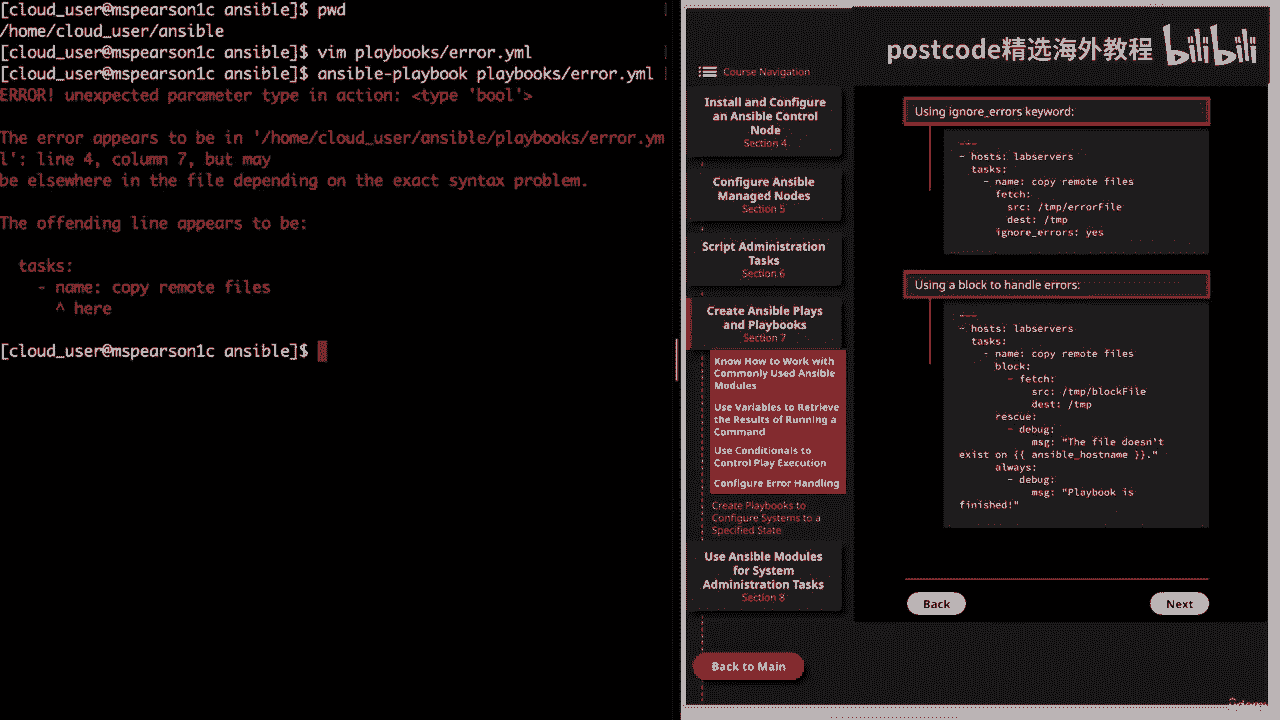 [cloud_user@mspearson1c ansible]$ pwd
/home/cloud_user/ansible
[cloud_user@mspearson1c ansible]$ vim playbooks/error.yml
[cloud_user@mspearson1c ansible]$ ansible-playbook playbooks/error.yml
ERROR! unexpected parameter type in action: <type 'bool'>
The error appears to be in '/home/cloud_user/ansible/playbooks/error.ym
l': line 4, column 7, but may
be elsewhere in the file depending on the exact syntax problem.
The offending line appears to be:
tasks:
- name: copy remote files
^ here
[cloud_user@mspearson1c ansible]$
postcode精选海外教程 bilibili
Course Navigation
Install and Configure
an Ansible Control
Node
Section 4
Configure Ansible
Managed Nodes
Section 5
Script Administration
Tasks
Section 6
Create Ansible Plays
and Playbooks
Section 7
Know How to Work with
Commonly Used Ansible
Modules
Use Variables to Retrieve
the Results of Running a
Command
Use Conditionals to
Control Play Execution
Configure Error Handling
Create Playbooks to
Configure Systems to a
Specified State
Use Ansible Modules
for System
Administration Tasks
Section 8
Back to Main
Using ignore_errors keyword:
---
- hosts: labservers
tasks:
- name: copy remote files
fetch:
src: /tmp/errorFile
dest: /tmp
ignore_errors: yes
Using a block to handle errors:
---
- hosts: labservers
tasks:
- name: copy remote files
block:
- fetch:
src: /tmp/blockFile
dest: /tmp
rescue:
- debug:
msg: "The file doesn't
exist on {{ ansible_hostname }}."
always:
- debug:
msg: "Playbook is
finished!"
Back
Next